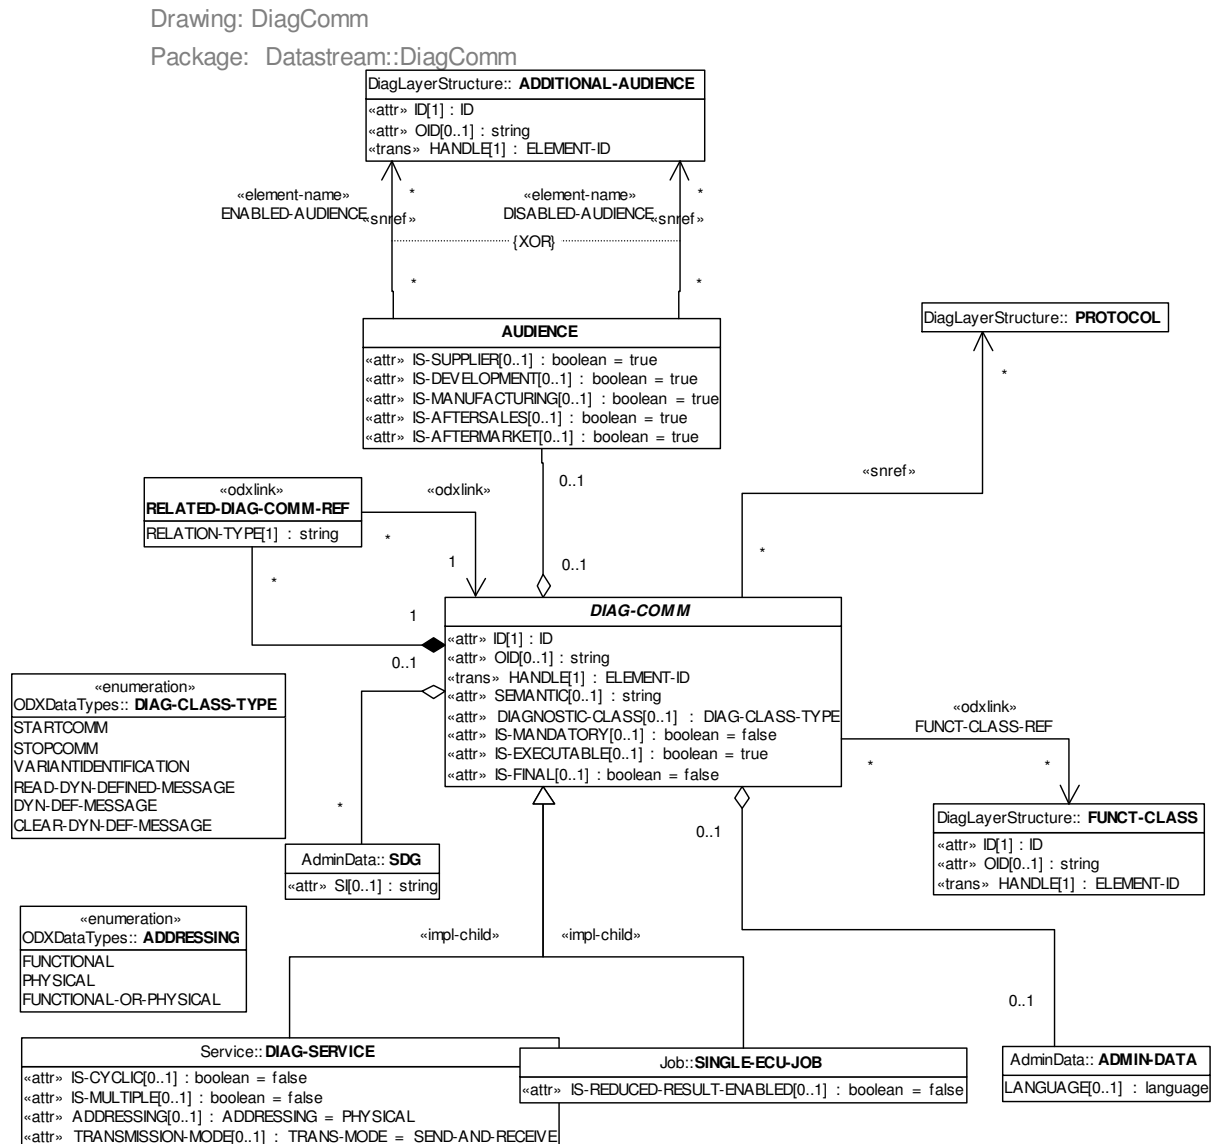 Drawing: DiagComm
Package: Datastream::DiagComm
DiagLayerStructure:: ADDITIONAL-AUDIENCE
«attr» ID[1] : ID
«attr» OID[0..1] : string
«trans» HANDLE[1] : ELEMENT-ID
«element-name»
ENABLED-AUDIENCE
*
«snref»
«element-name»
DISABLED-AUDIENCE
*
«snref»
{XOR}
*
*
AUDIENCE
«attr» IS-SUPPLIER[0..1] : boolean = true
«attr» IS-DEVELOPMENT[0..1] : boolean = true
«attr» IS-MANUFACTURING[0..1] : boolean = true
«attr» IS-AFTERSALES[0..1] : boolean = true
«attr» IS-AFTERMARKET[0..1] : boolean = true
DiagLayerStructure:: PROTOCOL
*
«snref»
*
0..1
0..1
«odxlink»
RELATED-DIAG-COMM-REF
RELATION-TYPE[1] : string
«odxlink»
*
1
*
1
0..1
DIAG-COMM
«attr» ID[1] : ID
«attr» OID[0..1] : string
«trans» HANDLE[1] : ELEMENT-ID
«attr» SEMANTIC[0..1] : string
«attr» DIAGNOSTIC-CLASS[0..1] : DIAG-CLASS-TYPE
«attr» IS-MANDATORY[0..1] : boolean = false
«attr» IS-EXECUTABLE[0..1] : boolean = true
«attr» IS-FINAL[0..1] : boolean = false
«enumeration»
ODXDataTypes:: DIAG-CLASS-TYPE
STARTCOMM
STOPCOMM
VARIANTIDENTIFICATION
READ-DYN-DEFINED-MESSAGE
DYN-DEF-MESSAGE
CLEAR-DYN-DEF-MESSAGE
«odxlink»
FUNCT-CLASS-REF
*
*
DiagLayerStructure:: FUNCT-CLASS
«attr» ID[1] : ID
«attr» OID[0..1] : string
«trans» HANDLE[1] : ELEMENT-ID
*
AdminData:: SDG
«attr» SI[0..1] : string
0..1
«enumeration»
ODXDataTypes:: ADDRESSING
FUNCTIONAL
PHYSICAL
FUNCTIONAL-OR-PHYSICAL
«impl-child»
«impl-child»
0..1
Service:: DIAG-SERVICE
«attr» IS-CYCLIC[0..1] : boolean = false
«attr» IS-MULTIPLE[0..1] : boolean = false
«attr» ADDRESSING[0..1] : ADDRESSING = PHYSICAL
«attr» TRANSMISSION-MODE[0..1] : TRANS-MODE = SEND-AND-RECEIVE
Job::SINGLE-ECU-JOB
«attr» IS-REDUCED-RESULT-ENABLED[0..1] : boolean = false
AdminData:: ADMIN-DATA
LANGUAGE[0..1] : language